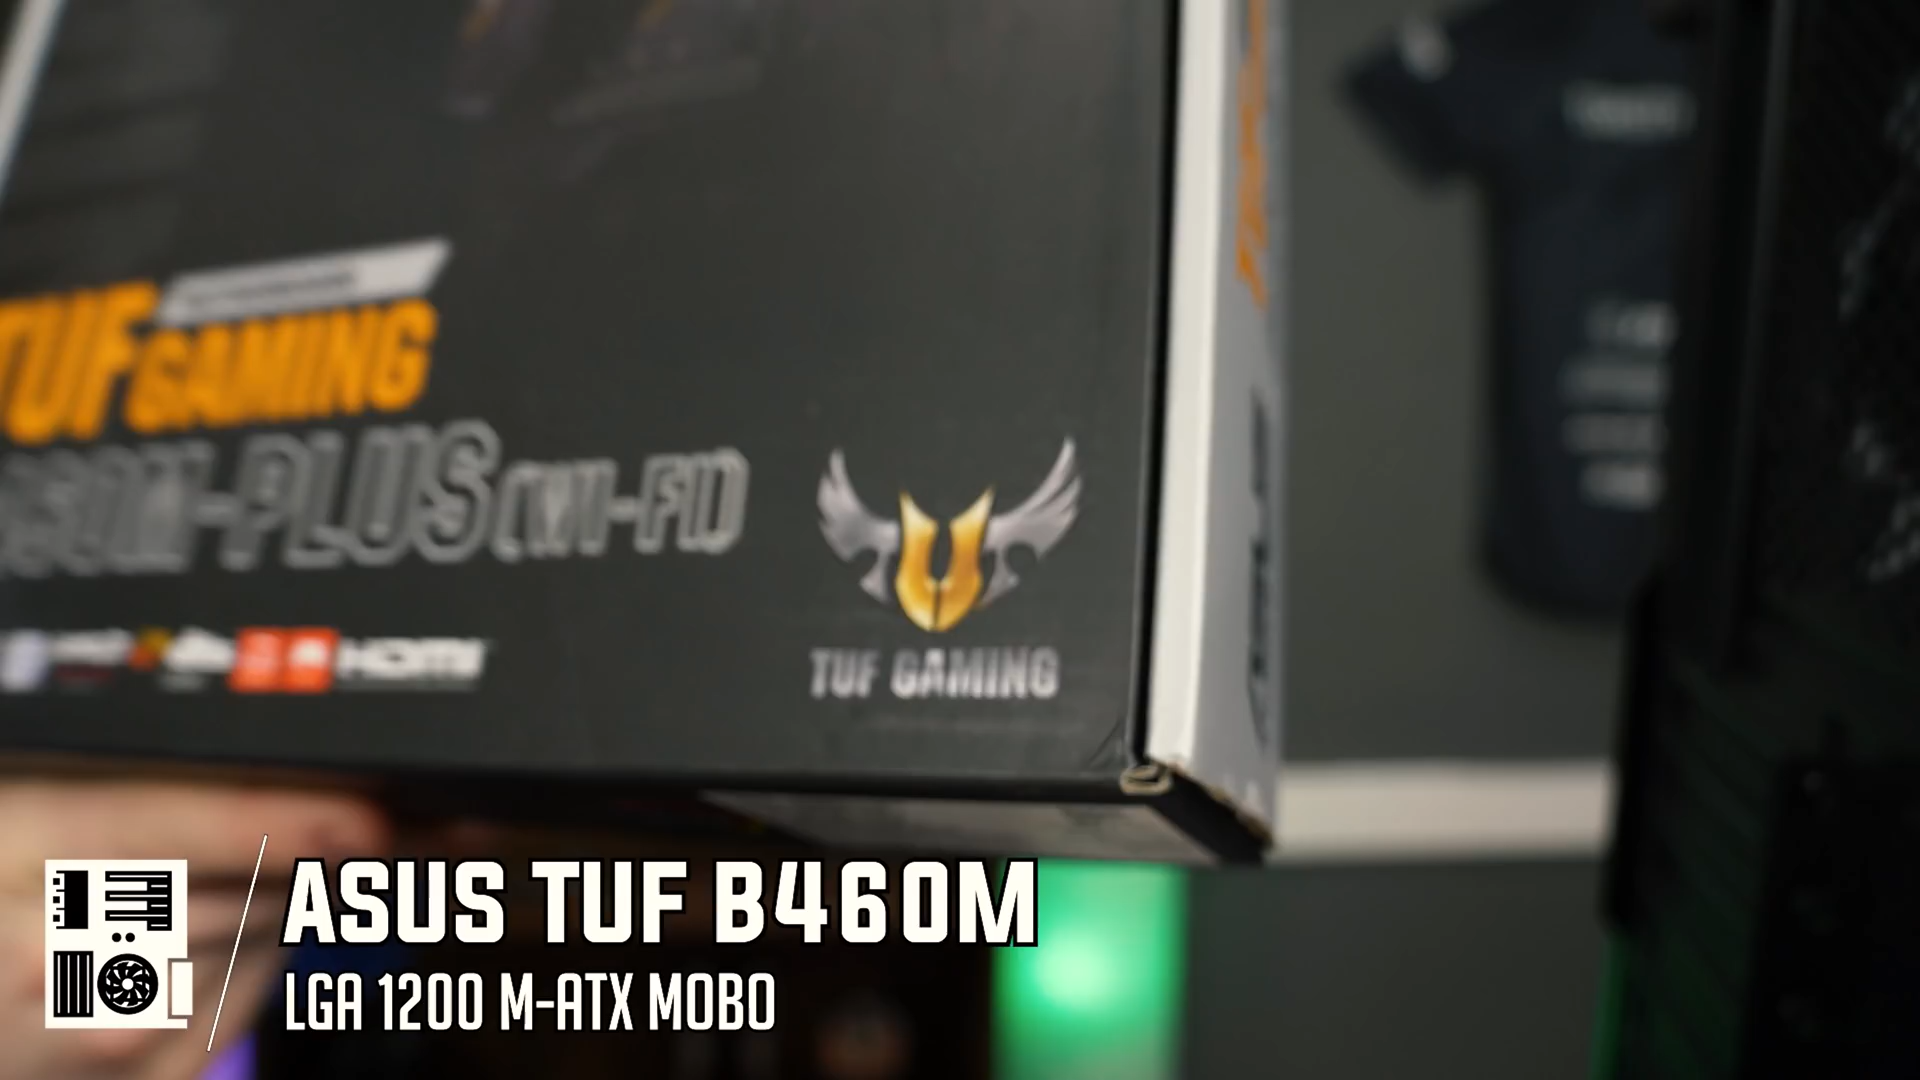 TUF GAMING
-PLUS (WI-FI)
HDMI
TUF GAMING
ASUS TUF B460M
LGA 1200 M-ATX MOBO